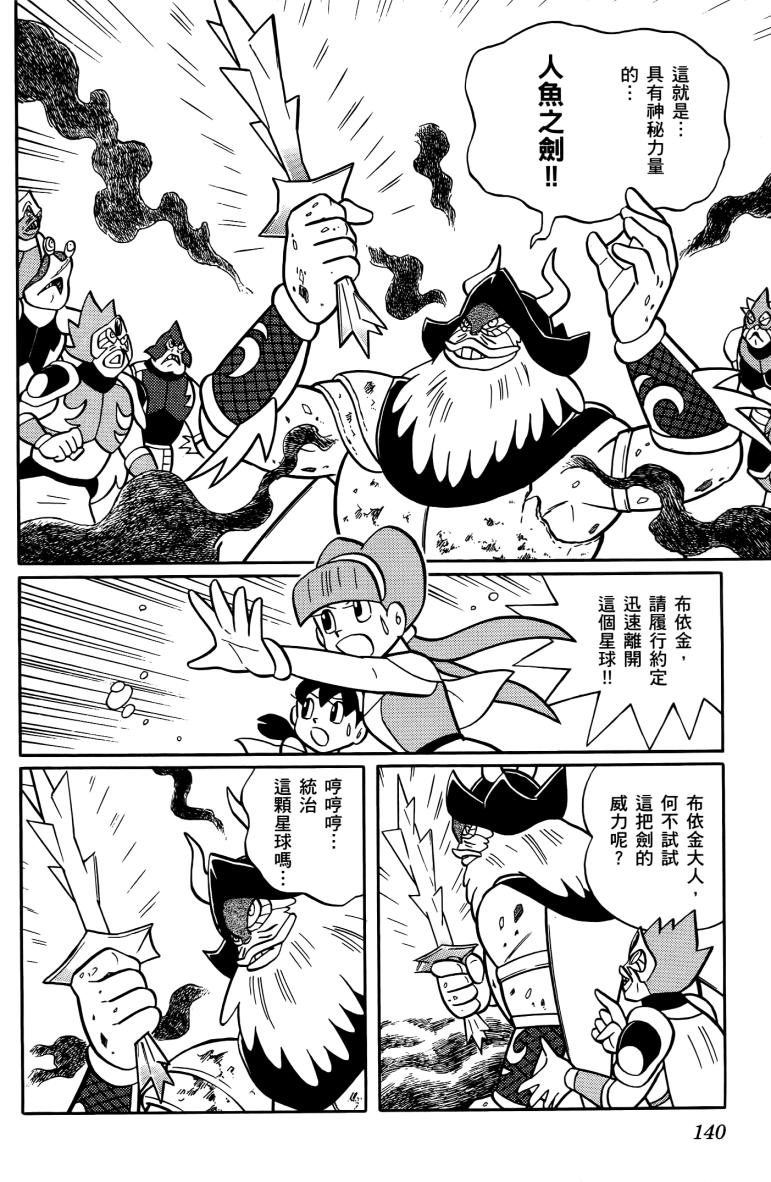 這就是…
具有神秘力量
的…
人魚之劍!!
布依金，
請履行約定
迅速離開
這個星球!!
布依金大人，
何不試試
這把劍的
威力呢？
哼哼哼…
統治
這顆星球嗎…
140